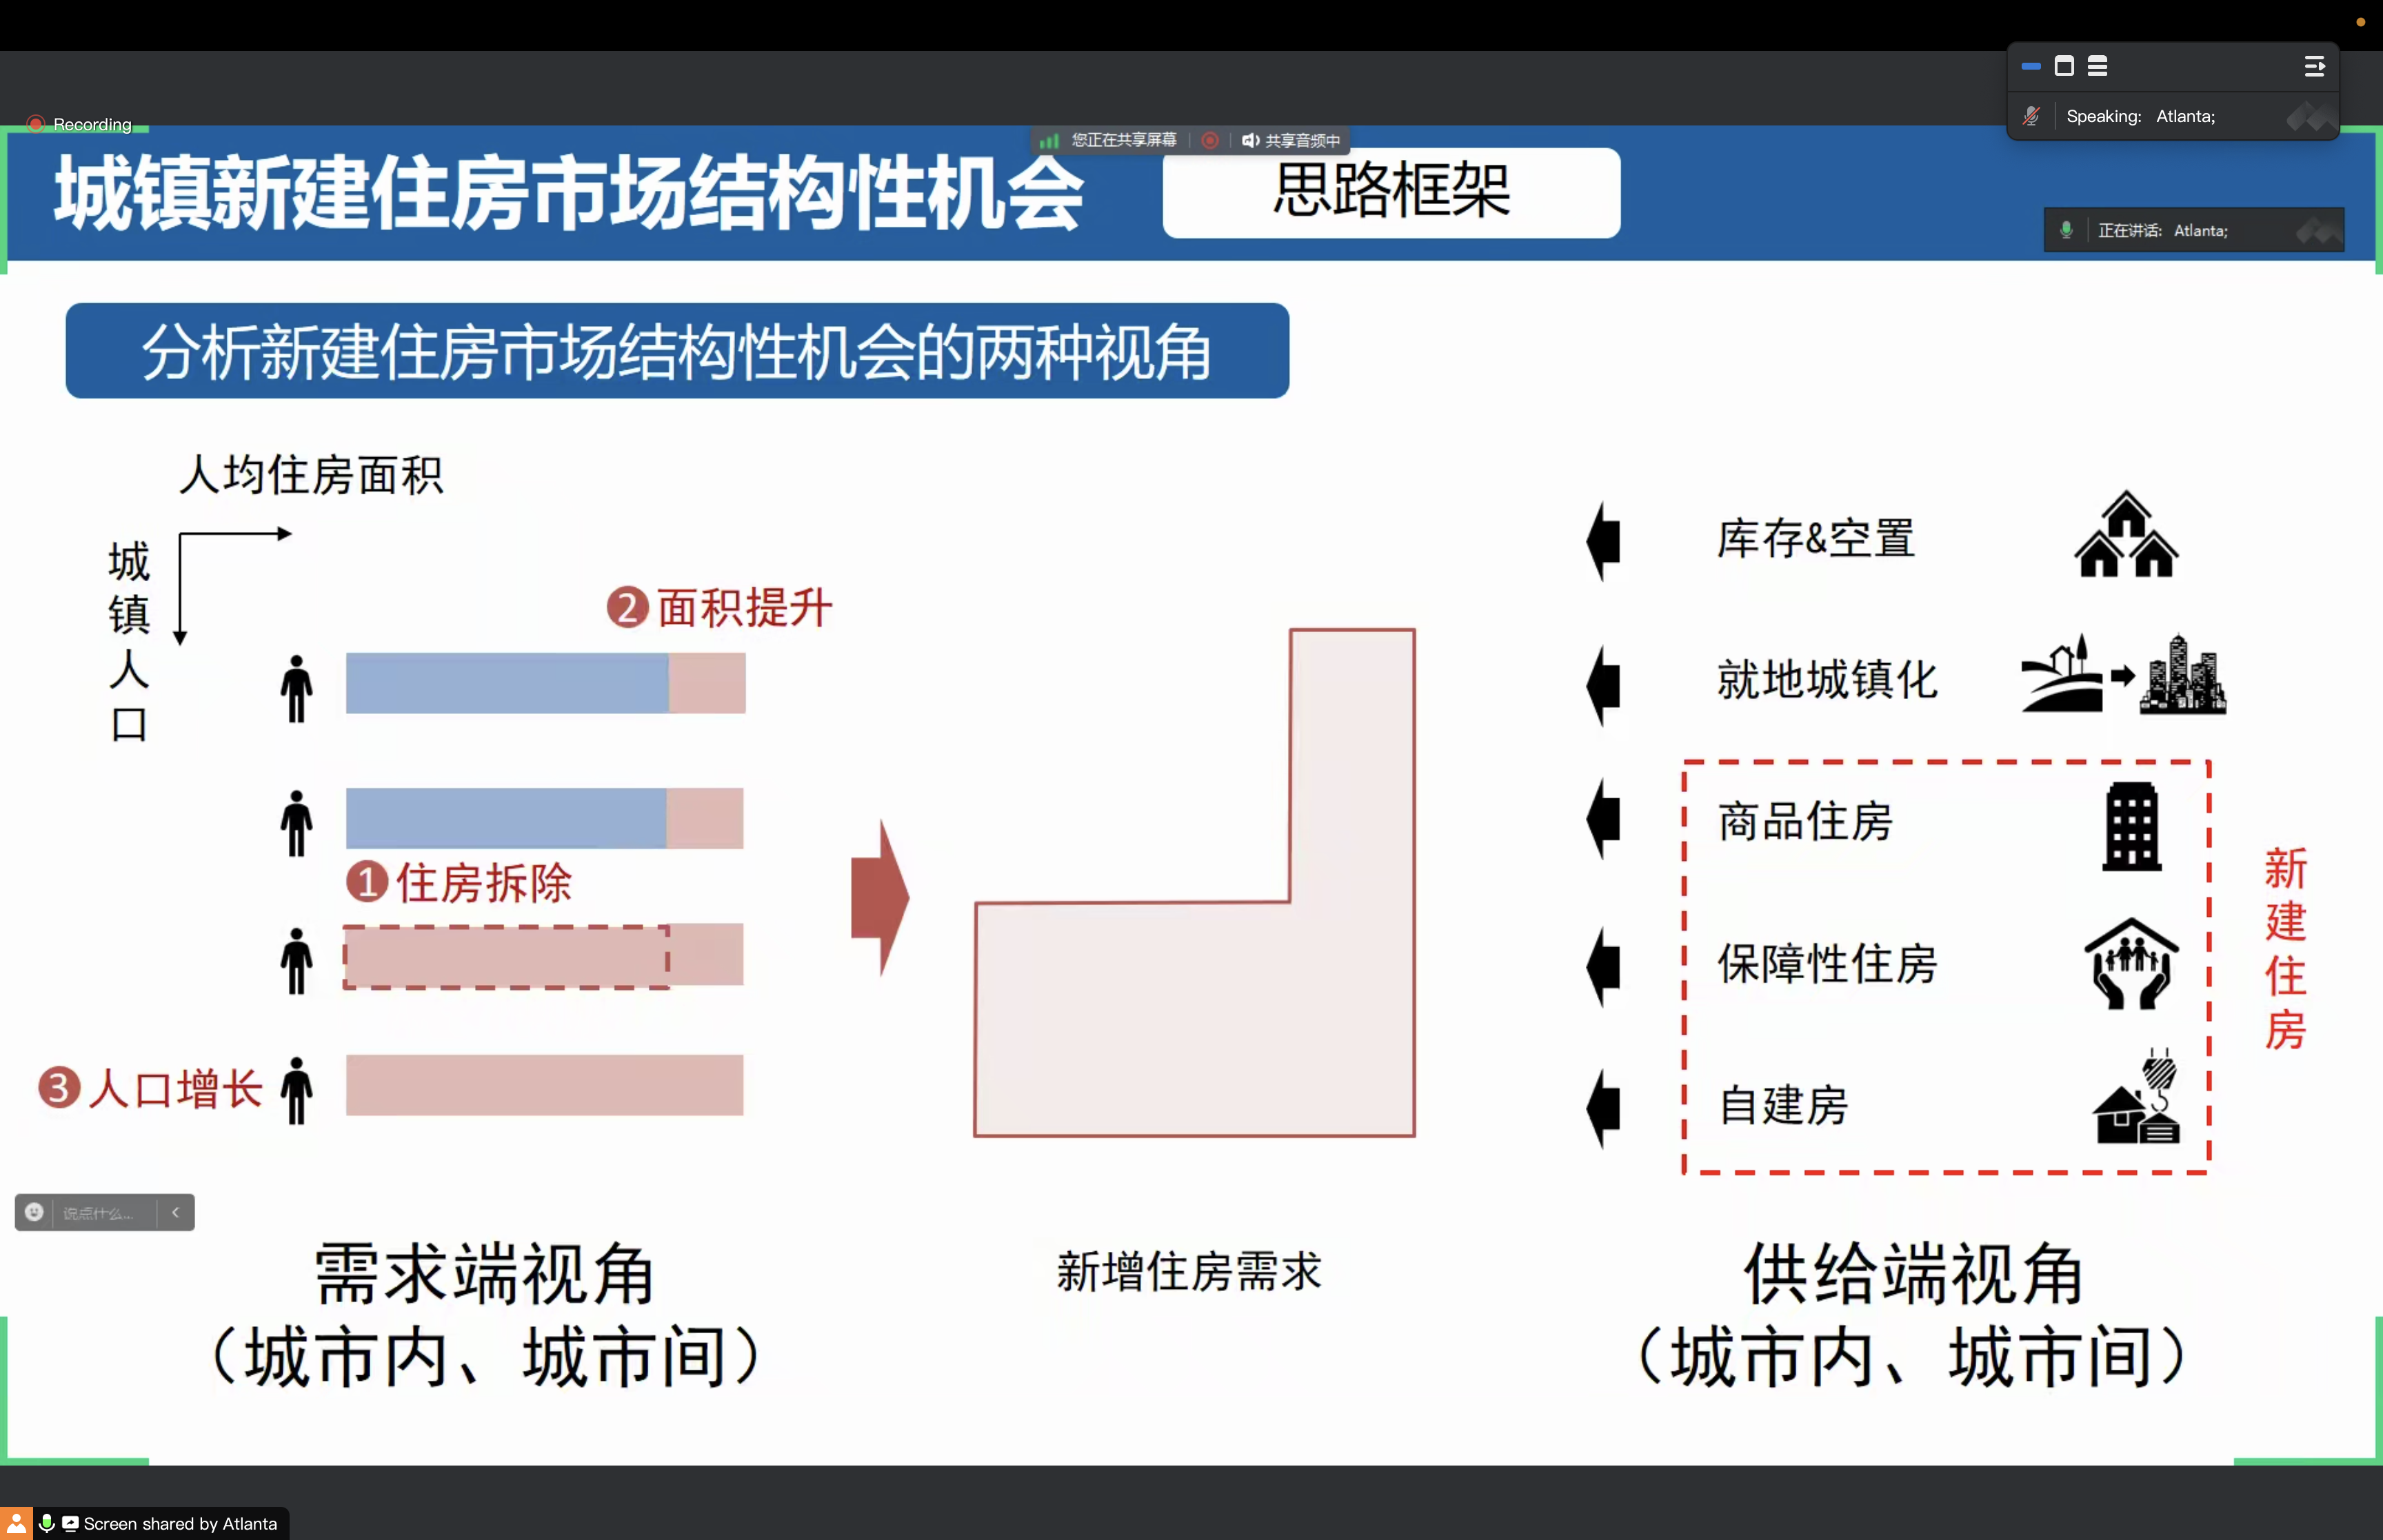 Recording
您正在共享屏幕
共享音频中
Speaking: Atlanta;
城镇新建住房市场结构性机会
思路框架
正在讲话: Atlanta;
分析新建住房市场结构性机会的两种视角
人均住房面积
城镇人口
2 面积提升
1 住房拆除
3 人口增长
库存&空置
就地城镇化
商品住房
保障性住房
自建房
新建住房
说点什么...
需求端视角
（城市内、城市间）
新增住房需求
供给端视角
（城市内、城市间）
Screen shared by Atlanta